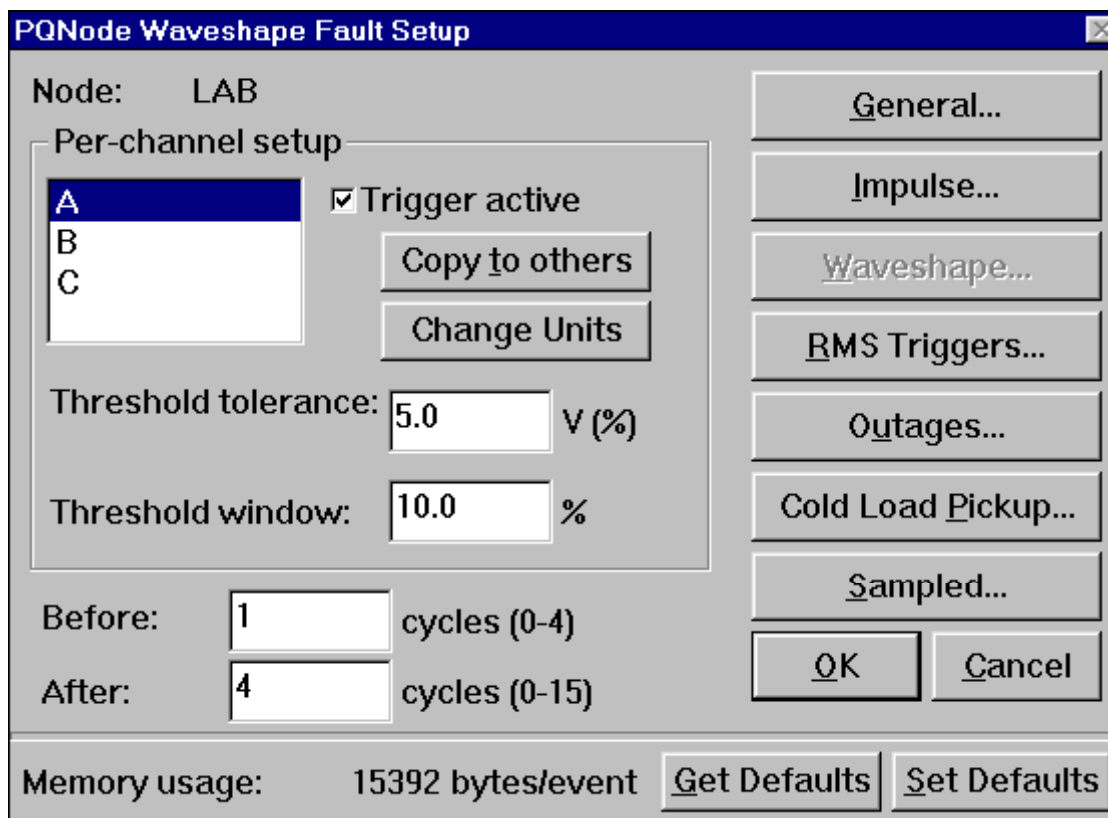 PQNode Waveshape Fault Setup
Node: LAB
Per-channel setup
A
B
C
Trigger active
Copy to others
Change Units
Threshold tolerance: 5.0 V (%)
Threshold window: 10.0 %
Before: 1 cycles (0-4)
After: 4 cycles (0-15)
General...
Impulse...
Waveshape...
RMS Triggers...
Outages...
Cold Load Pickup...
Sampled...
OK Cancel
Memory usage: 15392 bytes/event Get Defaults Set Defaults